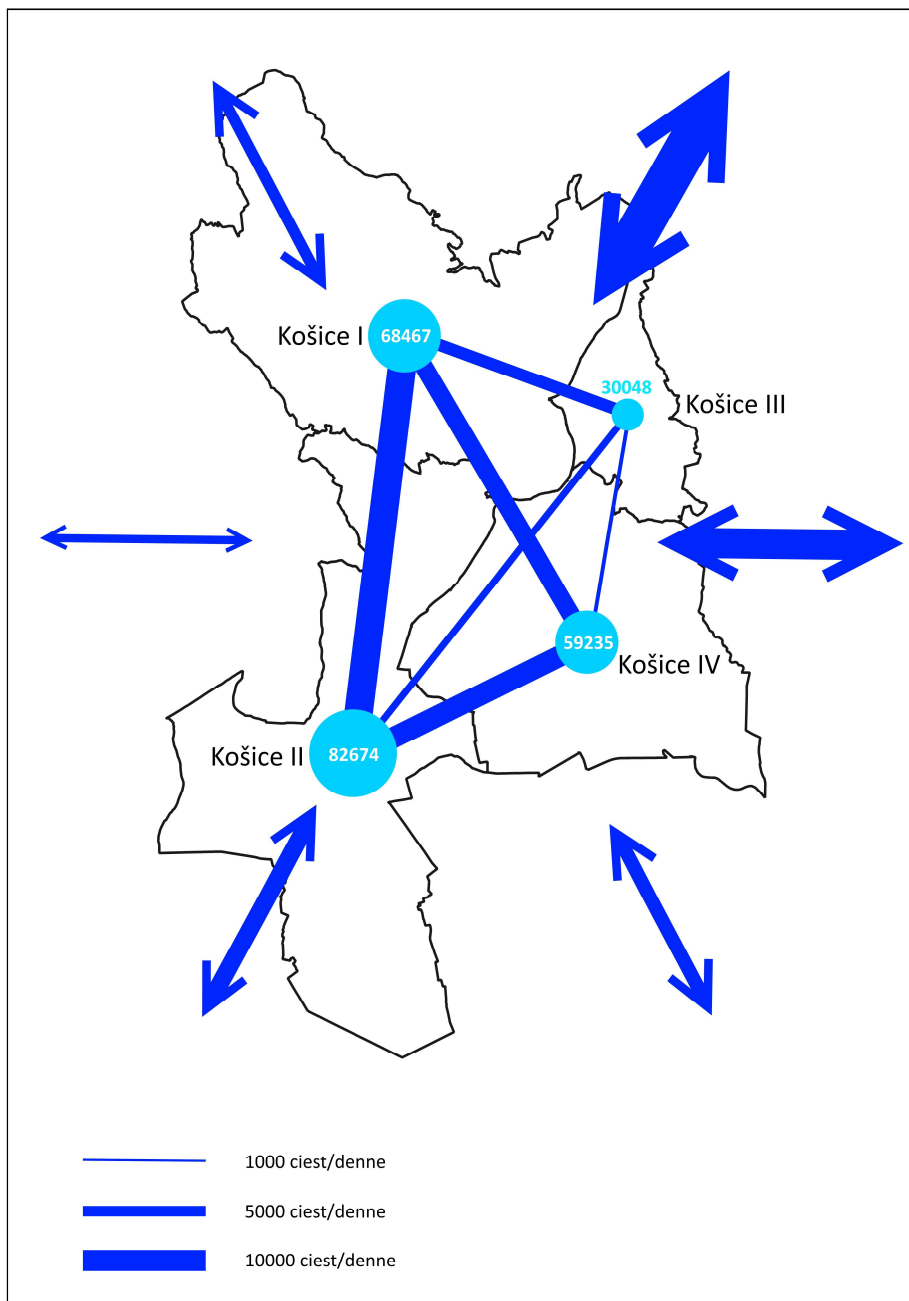 Košice I
68467
30048
Košice III
59235
Košice IV
Košice II
82674
1000 ciest/denne
5000 ciest/denne
10000 ciest/denne